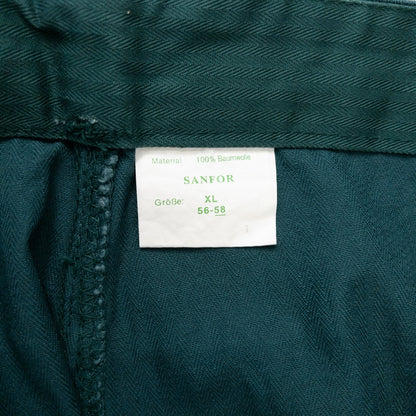 Material: 100% Baumwolle
SANFOR
Größe: XL
56-58